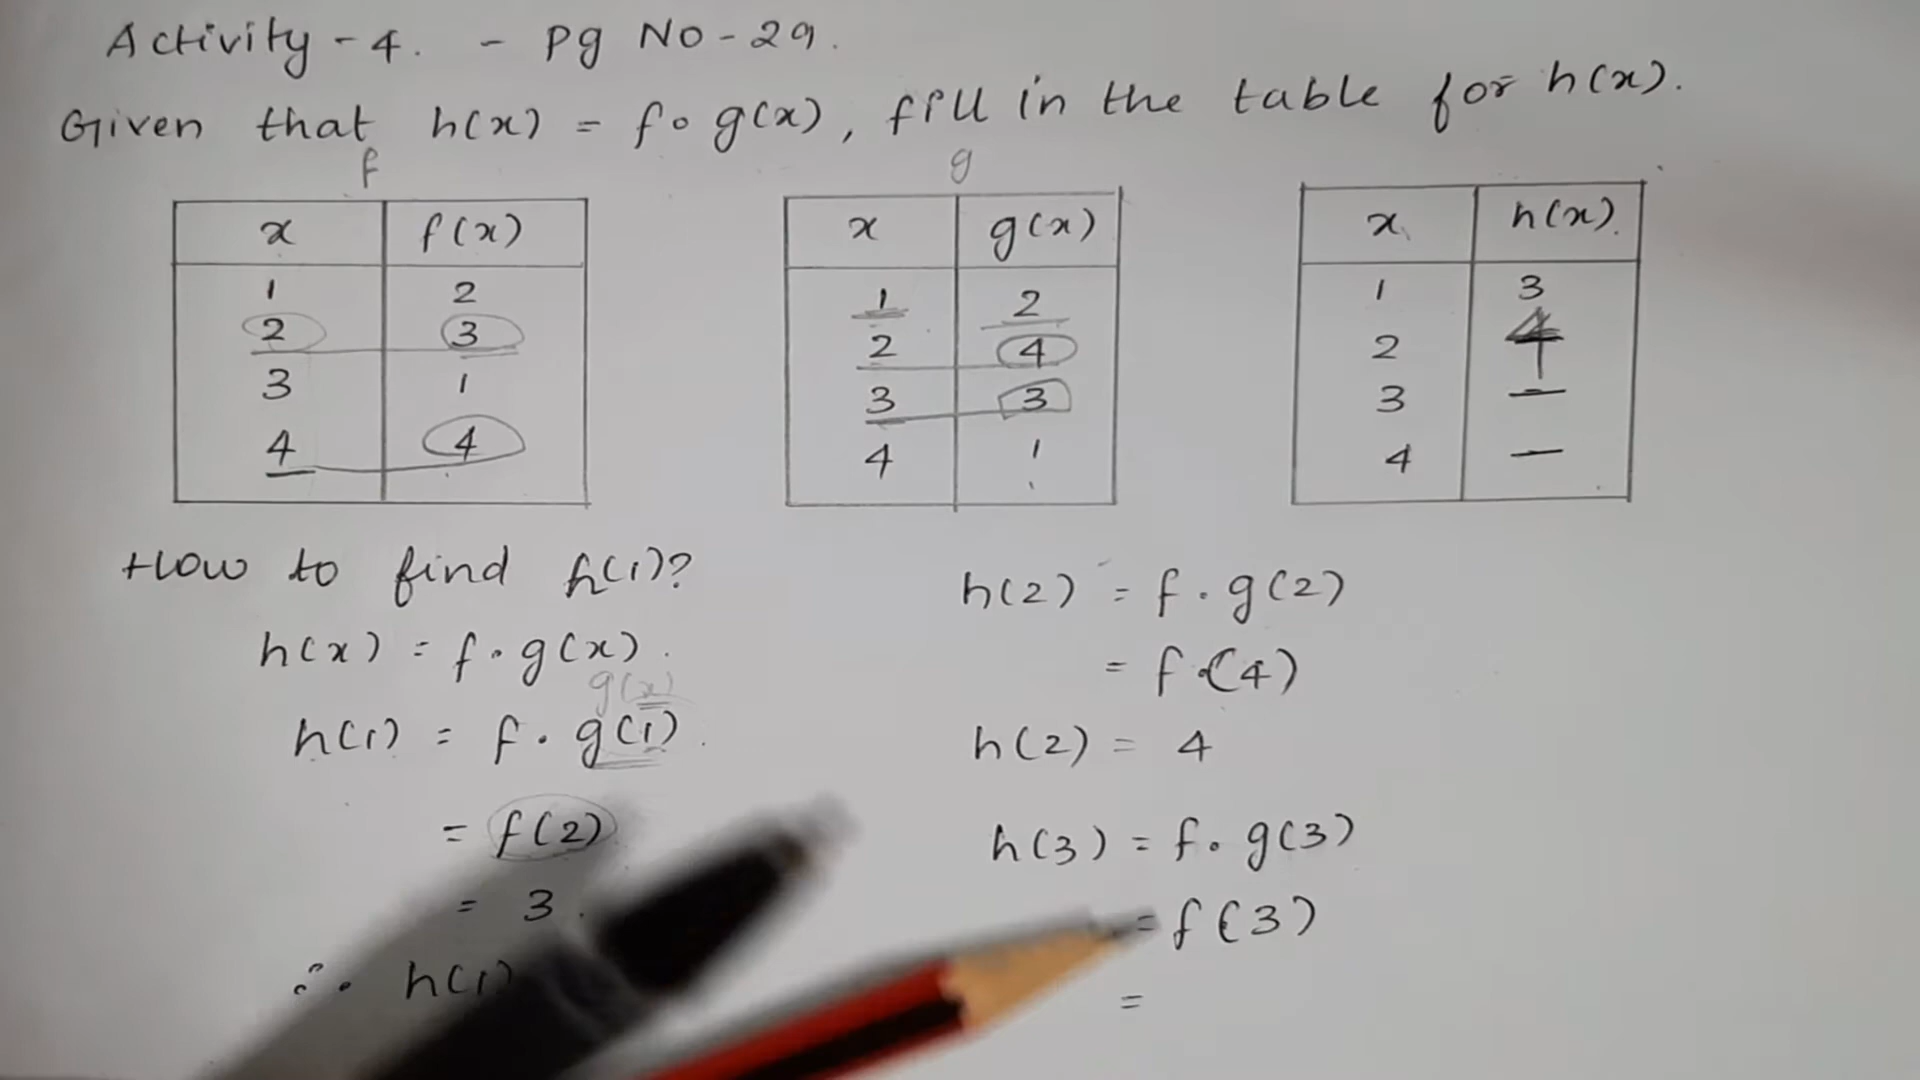 Activity - 4. - Pg No - 29.
Given that h(x) = f∘g(x), fill in the table for h(x).
f
x f(x)
1 2
2 3
3 1
4 4
g
x g(x)
1 2
2 4
3 3
4 1
x h(x).
1 3
2 4
3 —
4 —
How to find h(1)?
h(x) = f∘g(x).
g(x)
h(1) = f∘g(1).
= f(2)
= 3.
∴ h(1)
h(2) = f∘g(2)
= f(4)
h(2) = 4
h(3) = f∘g(3)
= f(3)
=